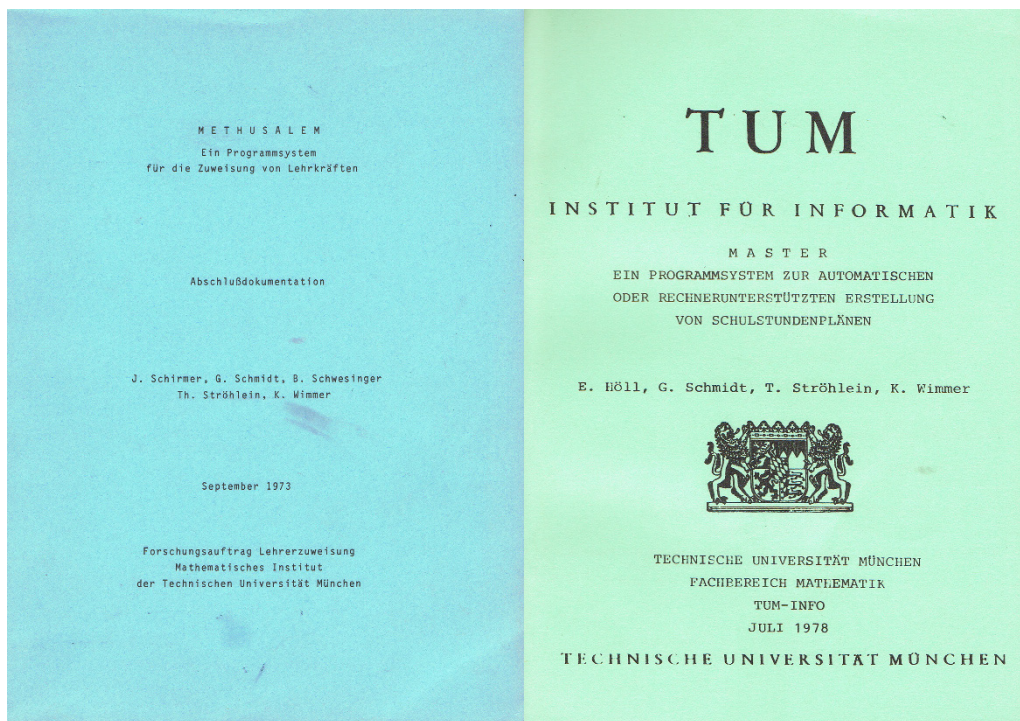 M E T H U S A L E M
Ein Programmsystem
für die Zuweisung von Lehrkräften
Abschlußdokumentation
J. Schirmer, G. Schmidt, B. Schwesinger
Th. Ströhlein, K. Wimmer
September 1973
Forschungsauftrag Lehrerzuweisung
Mathematisches Institut
der Technischen Universität München
TUM
INSTITUT FÜR INFORMATIK
M A S T E R
EIN PROGRAMMSYSTEM ZUR AUTOMATISCHEN
ODER RECHNERUNTERSTÜTZTEN ERSTELLUNG
VON SCHULSTUNDENPLÄNEN
E. Höll, G. Schmidt, T. Ströhlein, K. Wimmer
TECHNISCHE UNIVERSITÄT MÜNCHEN
FACHBEREICH MATHEMATIK
TUM-INFO
JULI 1978
TECHNISCHE UNIVERSITÄT MÜNCHEN